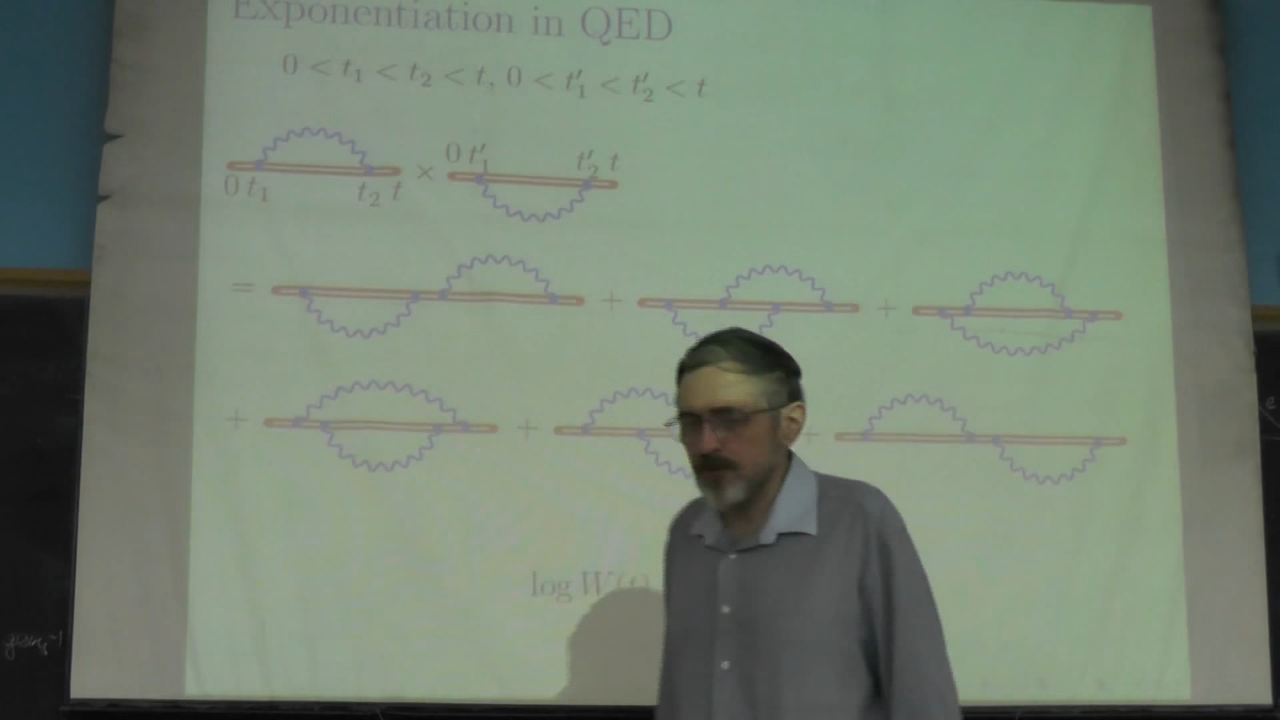 Exponentiation in QED
0 < t₁ < t₂ < t, 0 < t′₁ < t′₂ < t
0 t′₁ t′₂ t
×
0 t₁ t₂ t
= + +
+ + +
log W(t)